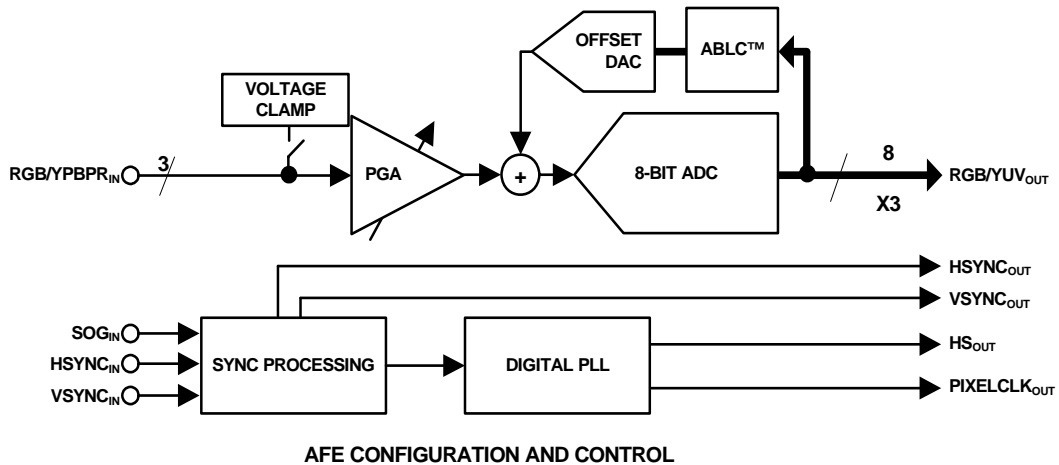 OFFSET
DAC
ABLC™
VOLTAGE
CLAMP
RGB/YPBPRIN
3
PGA
+
8-BIT ADC
8
X3
RGB/YUVOUT
HSYNCOUT
VSYNCOUT
SOGIN
HSYNCIN
VSYNCIN
SYNC PROCESSING
DIGITAL PLL
HSOUT
PIXELCLKOUT
AFE CONFIGURATION AND CONTROL